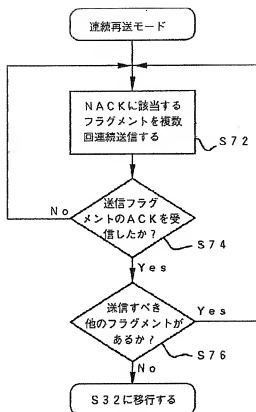 連続再送モード
NACKに該当する
フラグメントを複数
回連続送信する
S72
送信フラグ
メントのACKを受
信したか?
No
S74
Yes
送信すべき
他のフラグメントが
あるか?
Yes
S76
No
S32に移行する